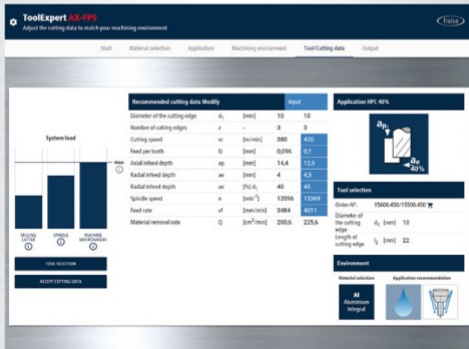 ToolExpert AX-FPS
Adjust the cutting data to match your machining environment
fraisa
Start Material selection Application Machining environment Tool/Cutting data Output
System load
max
MILLING CUTTER
SPINDLE
MACHINE ENVIRONMENT
TOOL SELECTION
ACCEPT CUTTING DATA
Recommended cutting data Modify Input
Diameter of the cutting edge d₁ [mm] 10 10
Number of cutting edges z - 3 3
Cutting speed vc [m/min] 380 420
Feed per tooth fz [mm] 0,096 0,1
Axial infeed depth ap [mm] 14,4 12,5
Radial infeed depth ae [mm] 4 4,5
Radial infeed depth ae [%] d₁ 40 45
Spindle speed n [min⁻¹] 12096 13369
Feed rate vf [mm/min] 3484 4011
Material removal rate Q [cm³/min] 200,6 225,6
Application HPC 40%
ap
ae
40%
Tool selection
Order-N°. 15600.450/15500.450
Diameter of
the cutting d₁ [mm] 10
edge
Length of
cutting edge l₂ [mm] 22
Environment
Material selection Application recommendation
Al
Aluminium
Integral